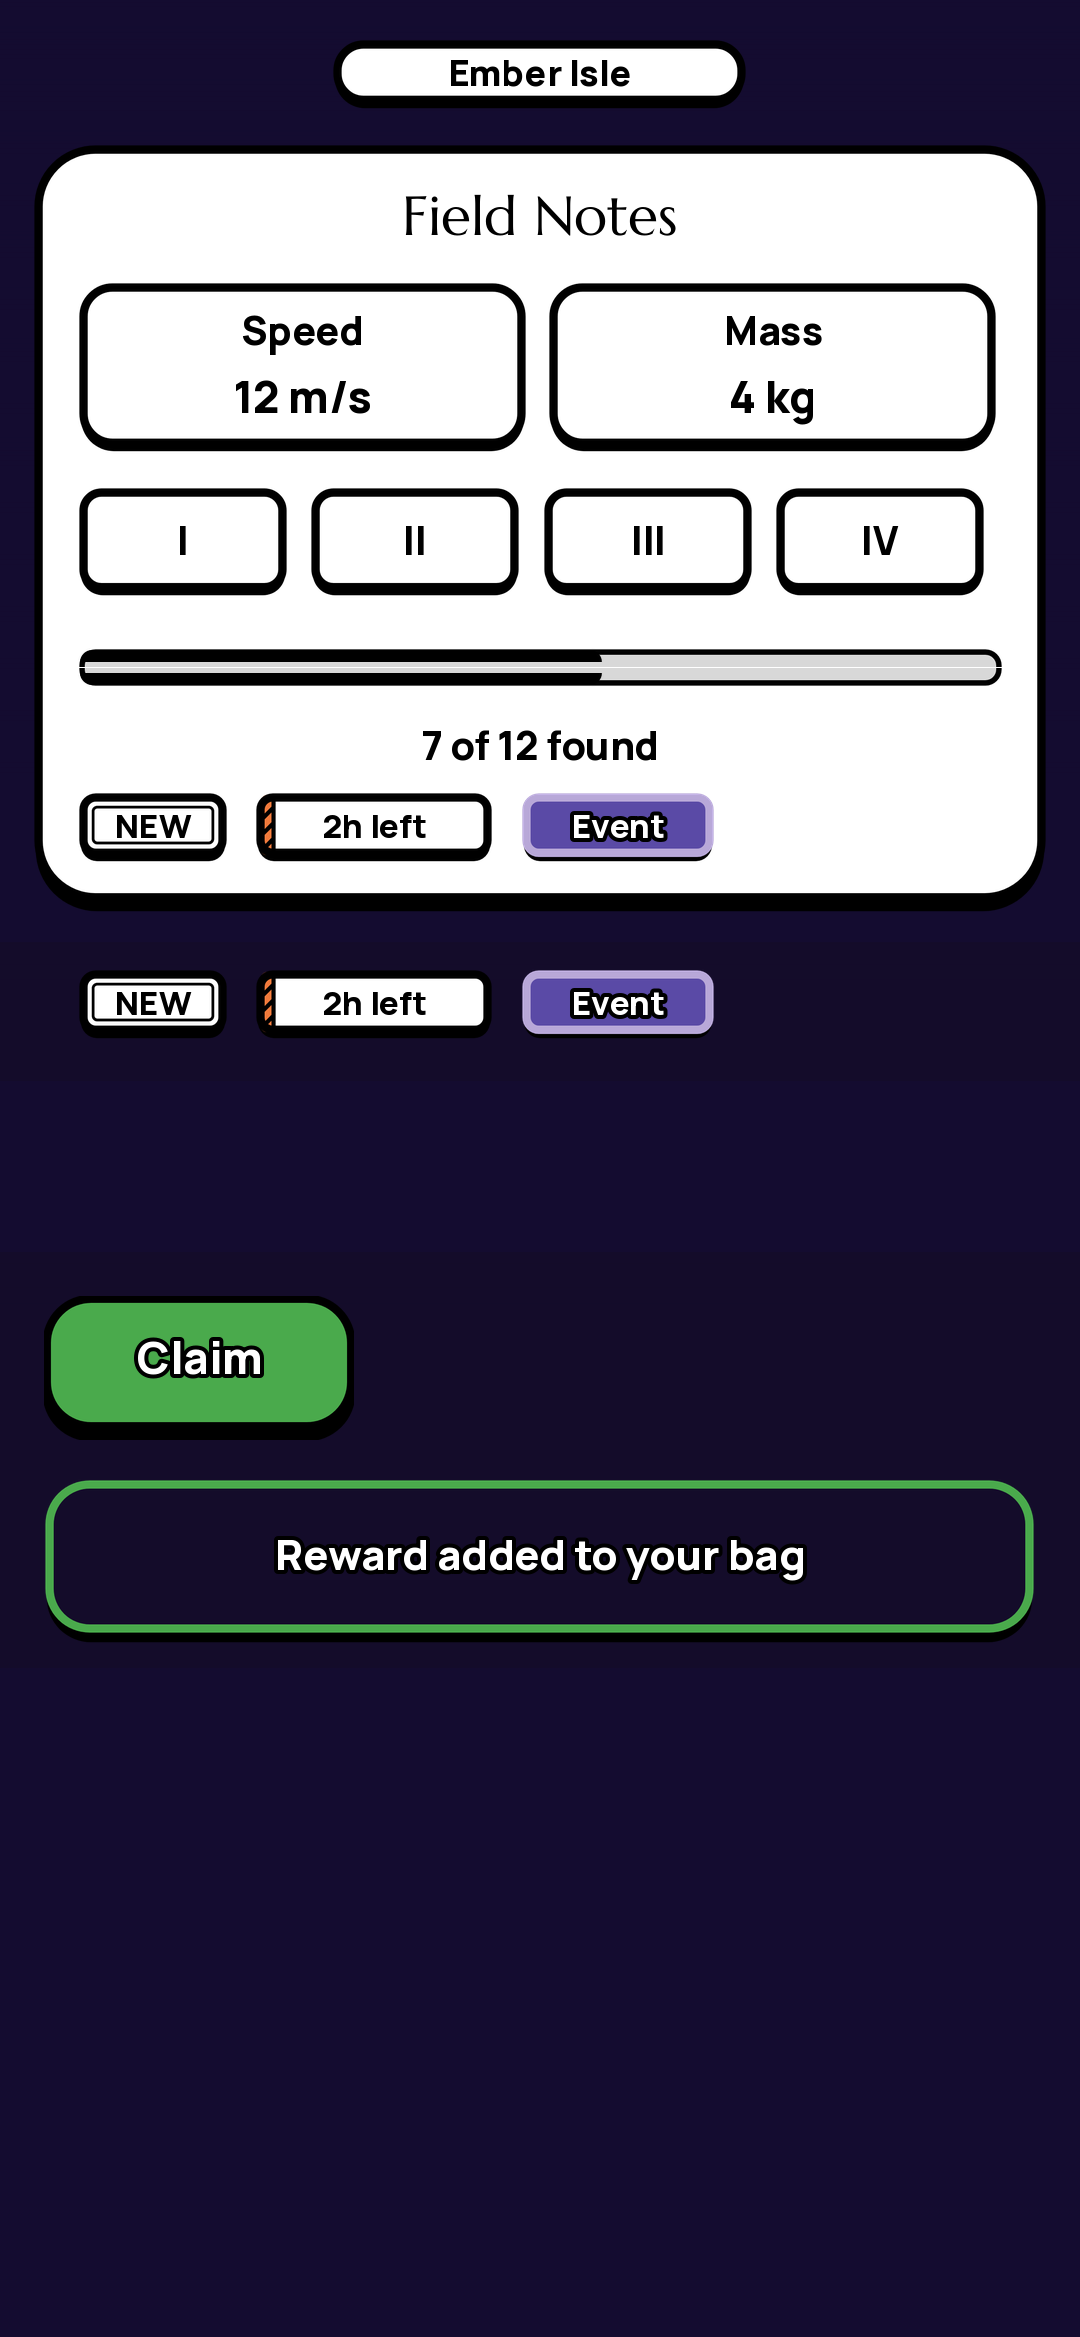 Ember Isle
Field Notes
Speed
Mass
12 m/s
4 kg
I
II
III
IV
7 of 12 found
NEW
2h left
Event
NEW
2h left
Event
Claim
Reward added to your bag